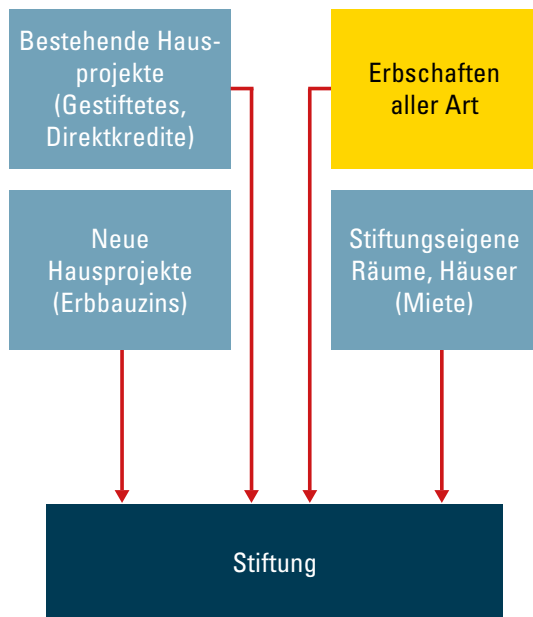 Bestehende Haus-
projekte
(Gestiftetes,
Direktkredite)
Erbschaften
aller Art
Neue
Hausprojekte
(Erbbauzins)
Stiftungseigene
Räume, Häuser
(Miete)
Stiftung